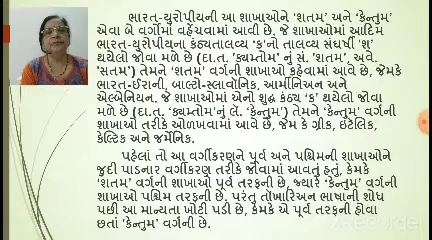 ભારત-યુરોપીયની આ શાખાઓને 'શતમ' અને 'કેન્તુમ'
એવા બે વર્ગોમાં વહેંચવામાં આવી છે. જે શાખાઓમાં આદિમ
ભારત-યુરોપીયના કંઠ્યતાલવ્ય 'ક્'નો તાલવ્ય સંઘર્ષી 'શ્'
થયેલો જોવા મળે છે (દા.ત. 'ક્યમ્તોમ' નું સં. 'શતમ', અવે.
'સતમ') તેમને 'શતમ' વર્ગની શાખાઓ કહેવામાં આવે છે, જેમકે
ભારત-ઈરાની, બાલ્ટો-સ્લાવોનિક, આર્મીનિઅન અને
એલ્બેનિયન. જે શાખાઓમાં એનો શુદ્ધ કંઠ્ય 'ક' થયેલી જોવા
મળે છે (દા.ત. 'ક્યમ્તોમ'નું લૅ. 'કેન્તુમ') તેમને 'કેન્તુમ' વર્ગની
શાખાઓ તરીકે ઓળખવામાં આવે છે, જેમ કે ગ્રીક, ઇટૅલિક,
કેલ્ટિક અને જર્મેનિક.
પહેલાં તો આ વર્ગીકરણને પૂર્વ અને પશ્ચિમની શાખાઓને
જુદી પાડનાર વર્ગીકરણ તરીકે જોવામાં આવતું હતું, કેમકે
'શતમ' વર્ગની શાખાઓ પૂર્વ તરફની છે, જ્યારે 'કેન્તુમ' વર્ગની
શાખાઓ પશ્ચિમ તરફની છે. પરંતુ તોખારિઅન ભાષાની શોધ
પછી આ માન્યતા ખોટી પડી છે, કેમકે એ પૂર્વ તરફની હોવા
છતાં 'કેન્તુમ' વર્ગની છે.